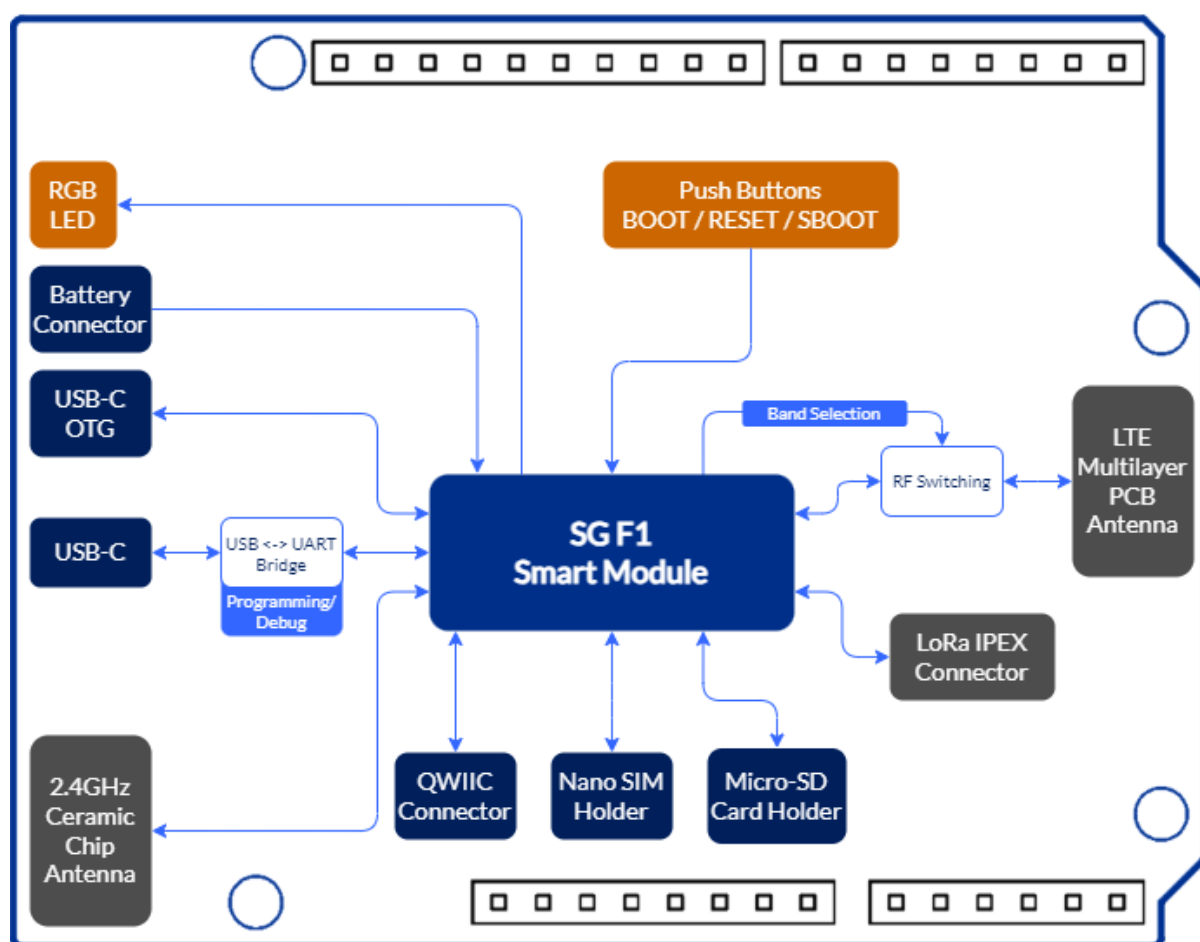 RGB
LED
Push Buttons
BOOT / RESET / SBOOT
Battery
Connector
USB-C
OTG
Band Selection
LTE
Multilayer
PCB
Antenna
RF Switching
SG F1
Smart Module
USB-C
USB <-> UART
Bridge
Programming/
Debug
LoRa IPEX
Connector
2.4GHz
Ceramic
Chip
Antenna
QWIIC
Connector
Nano SIM
Holder
Micro-SD
Card Holder